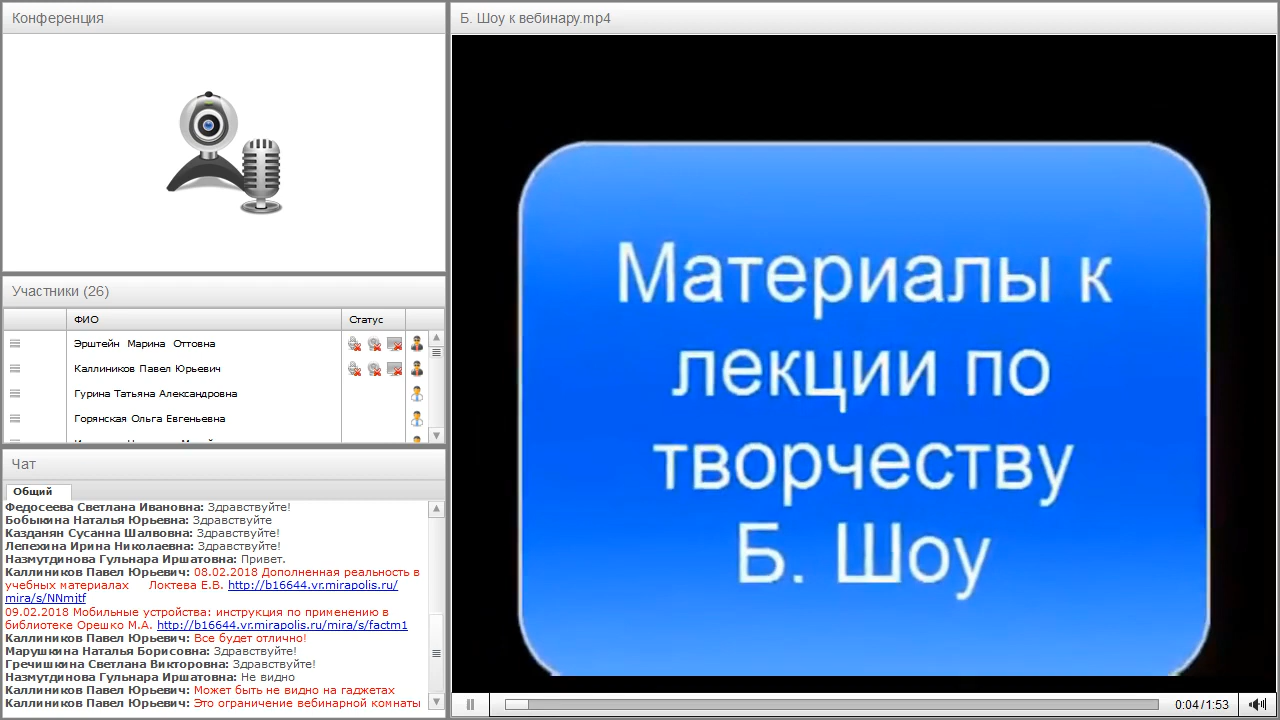 Конференция
Участники (26)
ФИО Статус
Эрштейн Марина Оттовна
Каллиников Павел Юрьевич
Гурина Татьяна Александровна
Горянская Ольга Евгеньевна
Чат
Общий
Федосеева Светлана Ивановна: Здравствуйте!
Бобыкина Наталья Юрьевна: Здравствуйте
Казданян Сусанна Шалвовна: Здравствуйте!
Лепехина Ирина Николаевна: Здравствуйте!
Назмутдинова Гульнара Иршатовна: Привет.
Каллиников Павел Юрьевич: 08.02.2018 Дополненная реальность в
учебных материалах Локтева Е.В. http://b16644.vr.mirapolis.ru/
mira/s/NNmjtf
09.02.2018 Мобильные устройства: инструкция по применению в
библиотеке Орешко М.А. http://b16644.vr.mirapolis.ru/mira/s/factm1
Каллиников Павел Юрьевич: Все будет отлично!
Марушкина Наталья Борисовна: Здравствуйте!
Гречишкина Светлана Викторовна: Здравствуйте!
Назмутдинова Гульнара Иршатовна: Не видно
Каллиников Павел Юрьевич: Может быть не видно на гаджетах
Каллиников Павел Юрьевич: Это ограничение вебинарной комнаты
Б. Шоу к вебинару.mp4
Материалы к
лекции по
творчеству
Б. Шоу
0:04/1:53